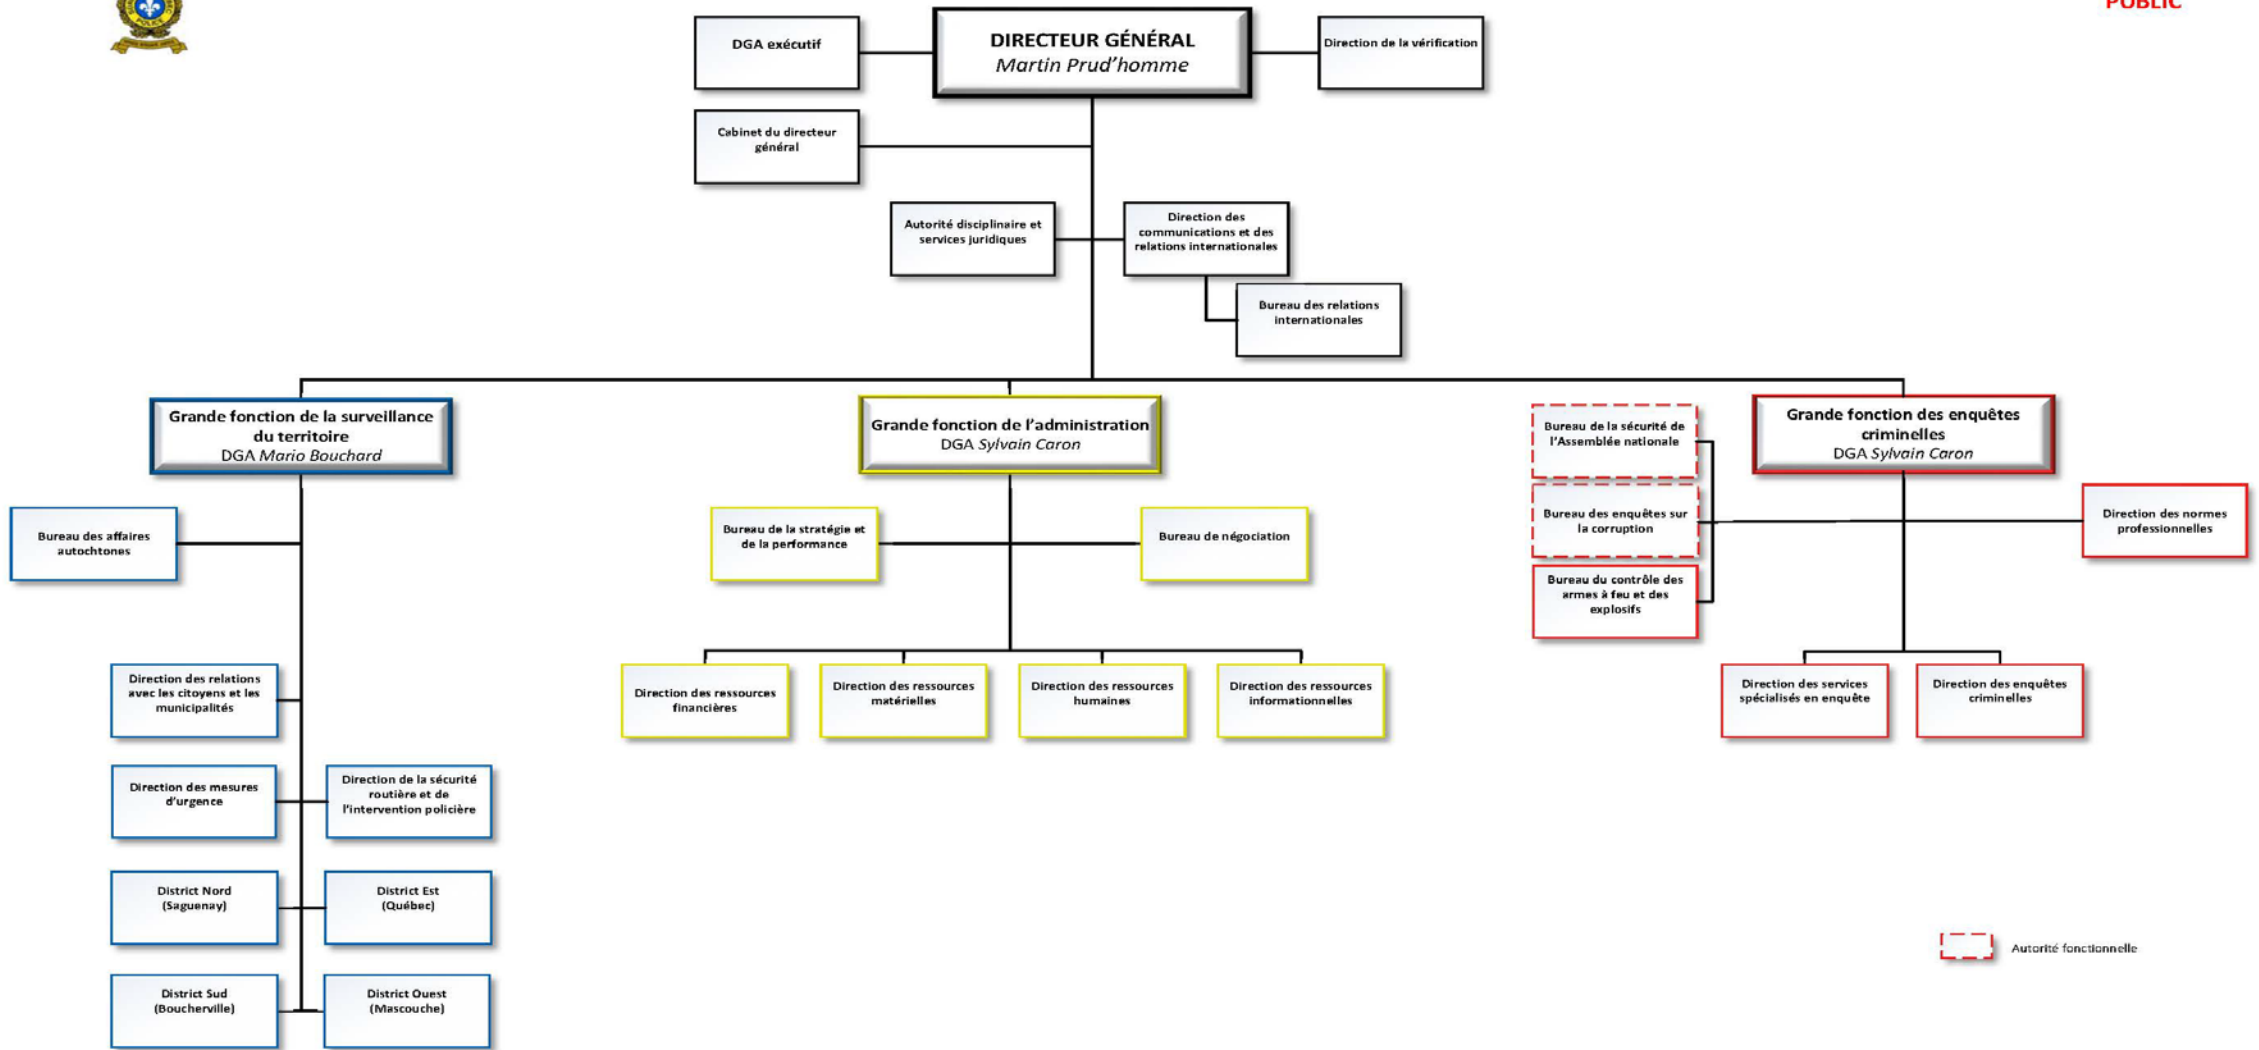 PUBLIC
DGA exécutif
DIRECTEUR GÉNÉRAL
Martin Prud'homme
Direction de la vérification
Cabinet du directeur
général
Autorité disciplinaire et
services juridiques
Direction des
communications et des
relations internationales
Bureau des relations
internationales
Grande fonction de la surveillance
du territoire
DGA Mario Bouchard
Grande fonction de l'administration
DGA Sylvain Caron
Grande fonction des enquêtes
criminelles
DGA Sylvain Caron
Bureau de la sécurité de
l'Assemblée nationale
Bureau des enquêtes sur
la corruption
Bureau du contrôle des
armes à feu et des
explosifs
Direction des normes
professionnelles
Bureau des affaires
autochtones
Bureau de la stratégie et
de la performance
Bureau de négociation
Direction des relations
avec les citoyens et les
municipalités
Direction des ressources
financières
Direction des ressources
matérielles
Direction des ressources
humaines
Direction des ressources
informationnelles
Direction des services
spécialisés en enquête
Direction des enquêtes
criminelles
Direction des mesures
d'urgence
Direction de la sécurité
routière et de
l'intervention policière
District Nord
(Saguenay)
District Est
(Québec)
District Sud
(Boucherville)
District Ouest
(Mascouche)
Autorité fonctionnelle